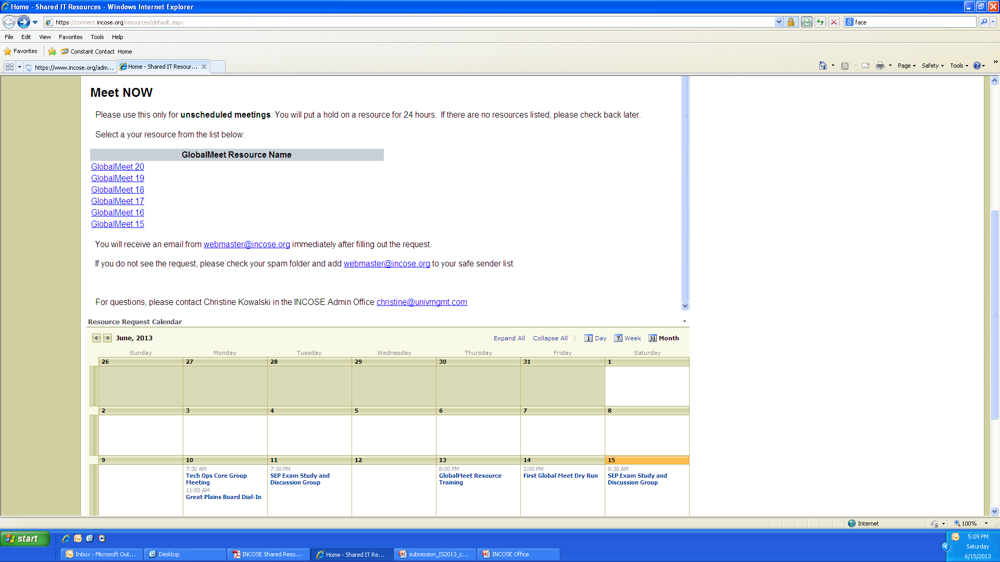 Home - Shared IT Resources - Windows Internet Explorer
https://connect.incose.org/resources/default.aspx
face
File Edit View Favorites Tools Help
Favorites Constant Contact Home
https://www.incose.org/adm...
Home - Shared IT Resour...
Page Safety Tools
Meet NOW
Please use this only for unscheduled meetings. You will put a hold on a resource for 24 hours. If there are no resources listed, please check back later.
Select a your resource from the list below:
GlobalMeet Resource Name
GlobalMeet 20
GlobalMeet 19
GlobalMeet 18
GlobalMeet 17
GlobalMeet 16
GlobalMeet 15
You will receive an email from webmaster@incose.org immediately after filling out the request.
If you do not see the request, please check your spam folder and add webmaster@incose.org to your safe sender list.
For questions, please contact Christine Kowalski in the INCOSE Admin Office christine@univmgmt.com
Resource Request Calendar
June, 2013
Expand All Collapse All | 1 Day 7 Week 31 Month
Sunday Monday Tuesday Wednesday Thursday Friday Saturday
26 27 28 29 30 31 1
2 3 4 5 6 7 8
9 10 11 12 13 14 15
7:30 AM
Tech Ops Core Group
Meeting
11:00 AM
Great Plains Board Dial-In
7:30 PM
SEP Exam Study and
Discussion Group
8:00 PM
GlobalMeet Resource
Training
2:00 PM
First Global Meet Dry Run
9:30 AM
SEP Exam Study and
Discussion Group
Internet
100%
start
Inbox - Microsoft Out...
Desktop
INCOSE Shared Reso...
Home - Shared IT Re...
submission_IS2013_c...
INCOSE Office
5:09 PM
Saturday
6/15/2013